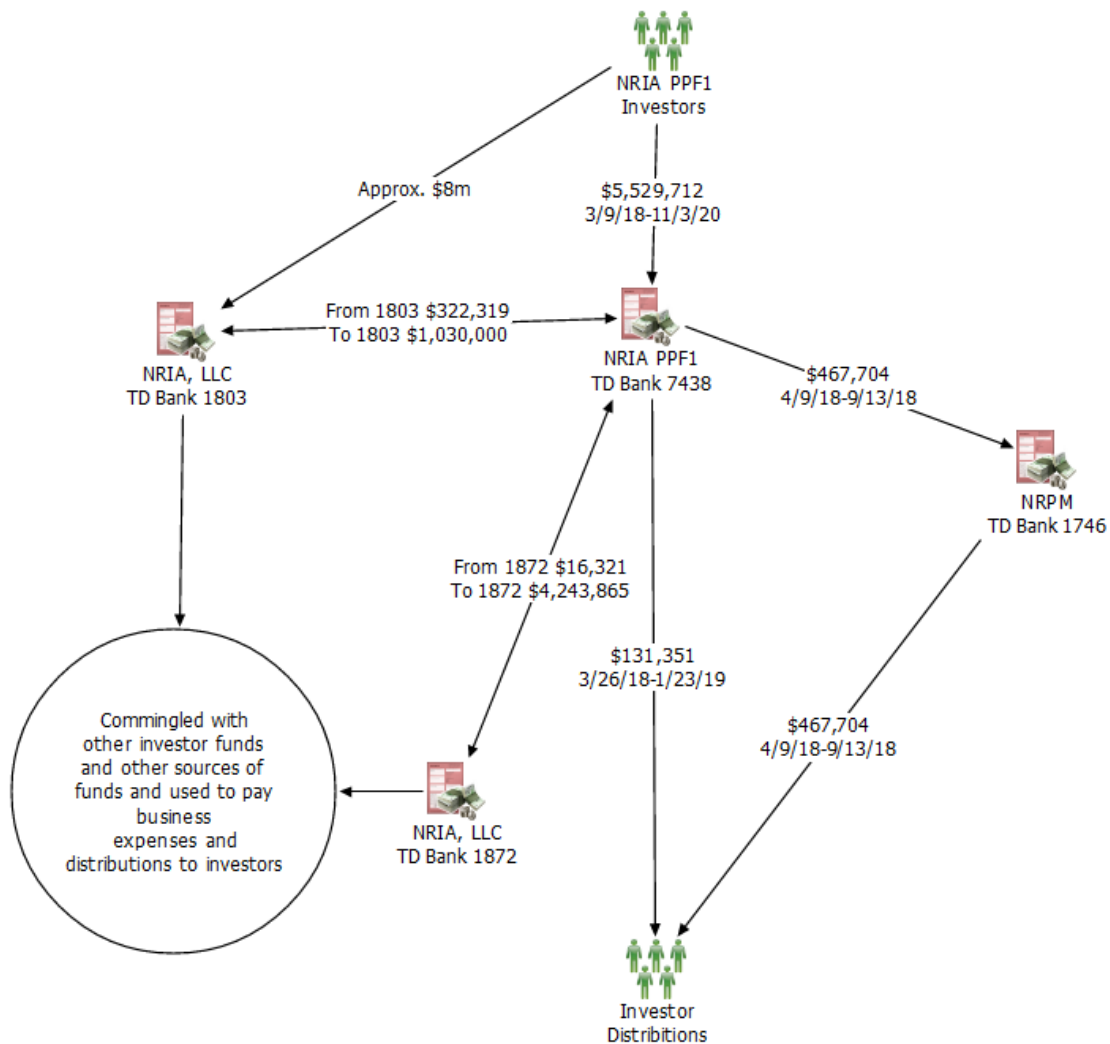 NRIA PPF1
Investors
Approx. $8m
$5,529,712
3/9/18-11/3/20
From 1803 $322,319
To 1803 $1,030,000
NRIA, LLC
TD Bank 1803
NRIA PPF1
TD Bank 7438
$467,704
4/9/18-9/13/18
NRPM
TD Bank 1746
From 1872 $16,321
To 1872 $4,243,865
$131,351
3/26/18-1/23/19
$467,704
4/9/18-9/13/18
Commingled with
other investor funds
and other sources of
funds and used to pay
business
expenses and
distributions to investors
NRIA, LLC
TD Bank 1872
Investor
Distribitions